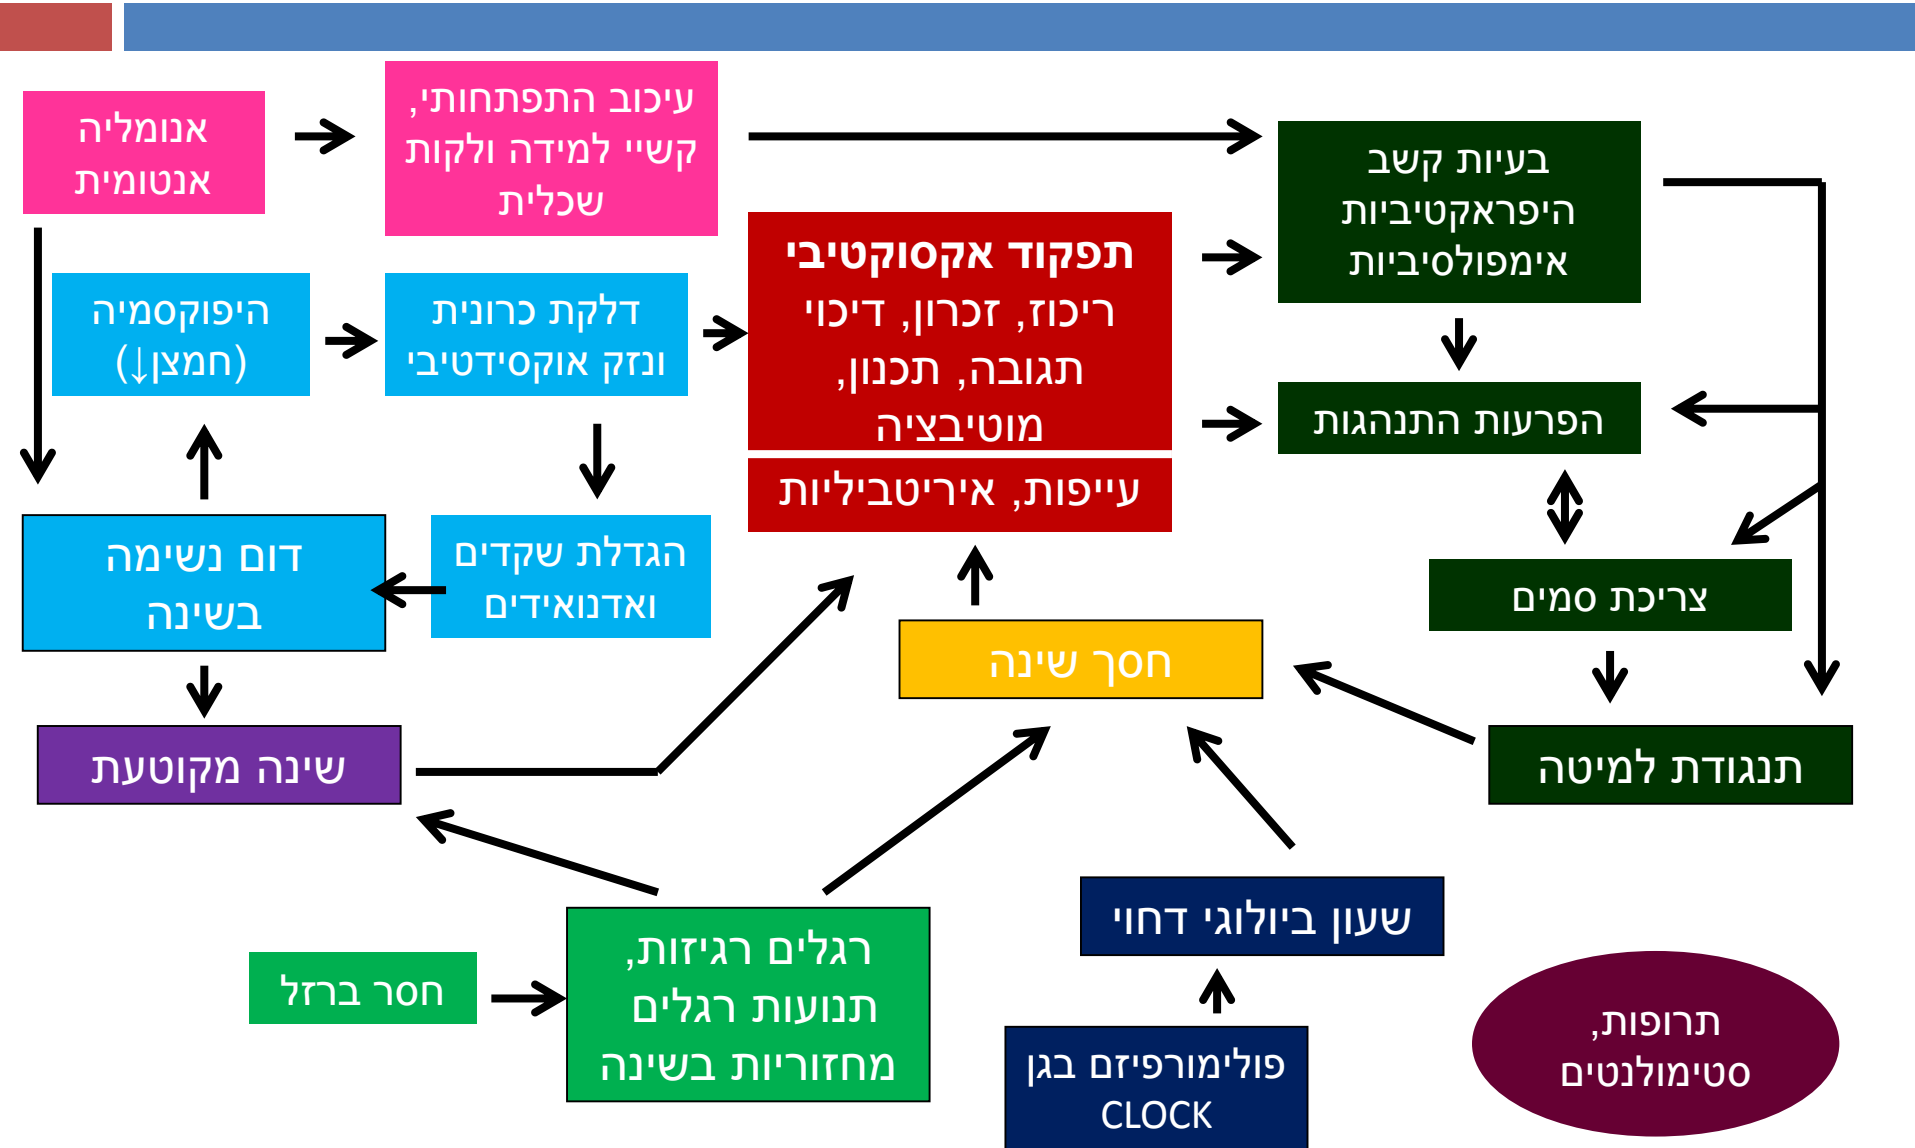 אנומליה
אנטומית
עיכוב התפתחותי,
קשיי למידה ולקות
שכלית
בעיות קשב
היפראקטיביות
אימפולסיביות
תפקוד אקסוקטיבי
ריכוז, זכרון, דיכוי
תגובה, תכנון,
מוטיבציה
היפוקסמיה
(חמצן↓)
דלקת כרונית
ונזק אוקסידטיבי
הפרעות התנהגות
עייפות, איריטביליות
דום נשימה
בשינה
הגדלת שקדים
ואדנואידים
צריכת סמים
חסך שינה
שינה מקוטעת
תנגודת למיטה
רגלים רגיזות,
תנועות רגלים
מחזוריות בשינה
חסר ברזל
שעון ביולוגי דחוי
פולימורפיזם בגן
CLOCK
תרופות,
סטימולנטים